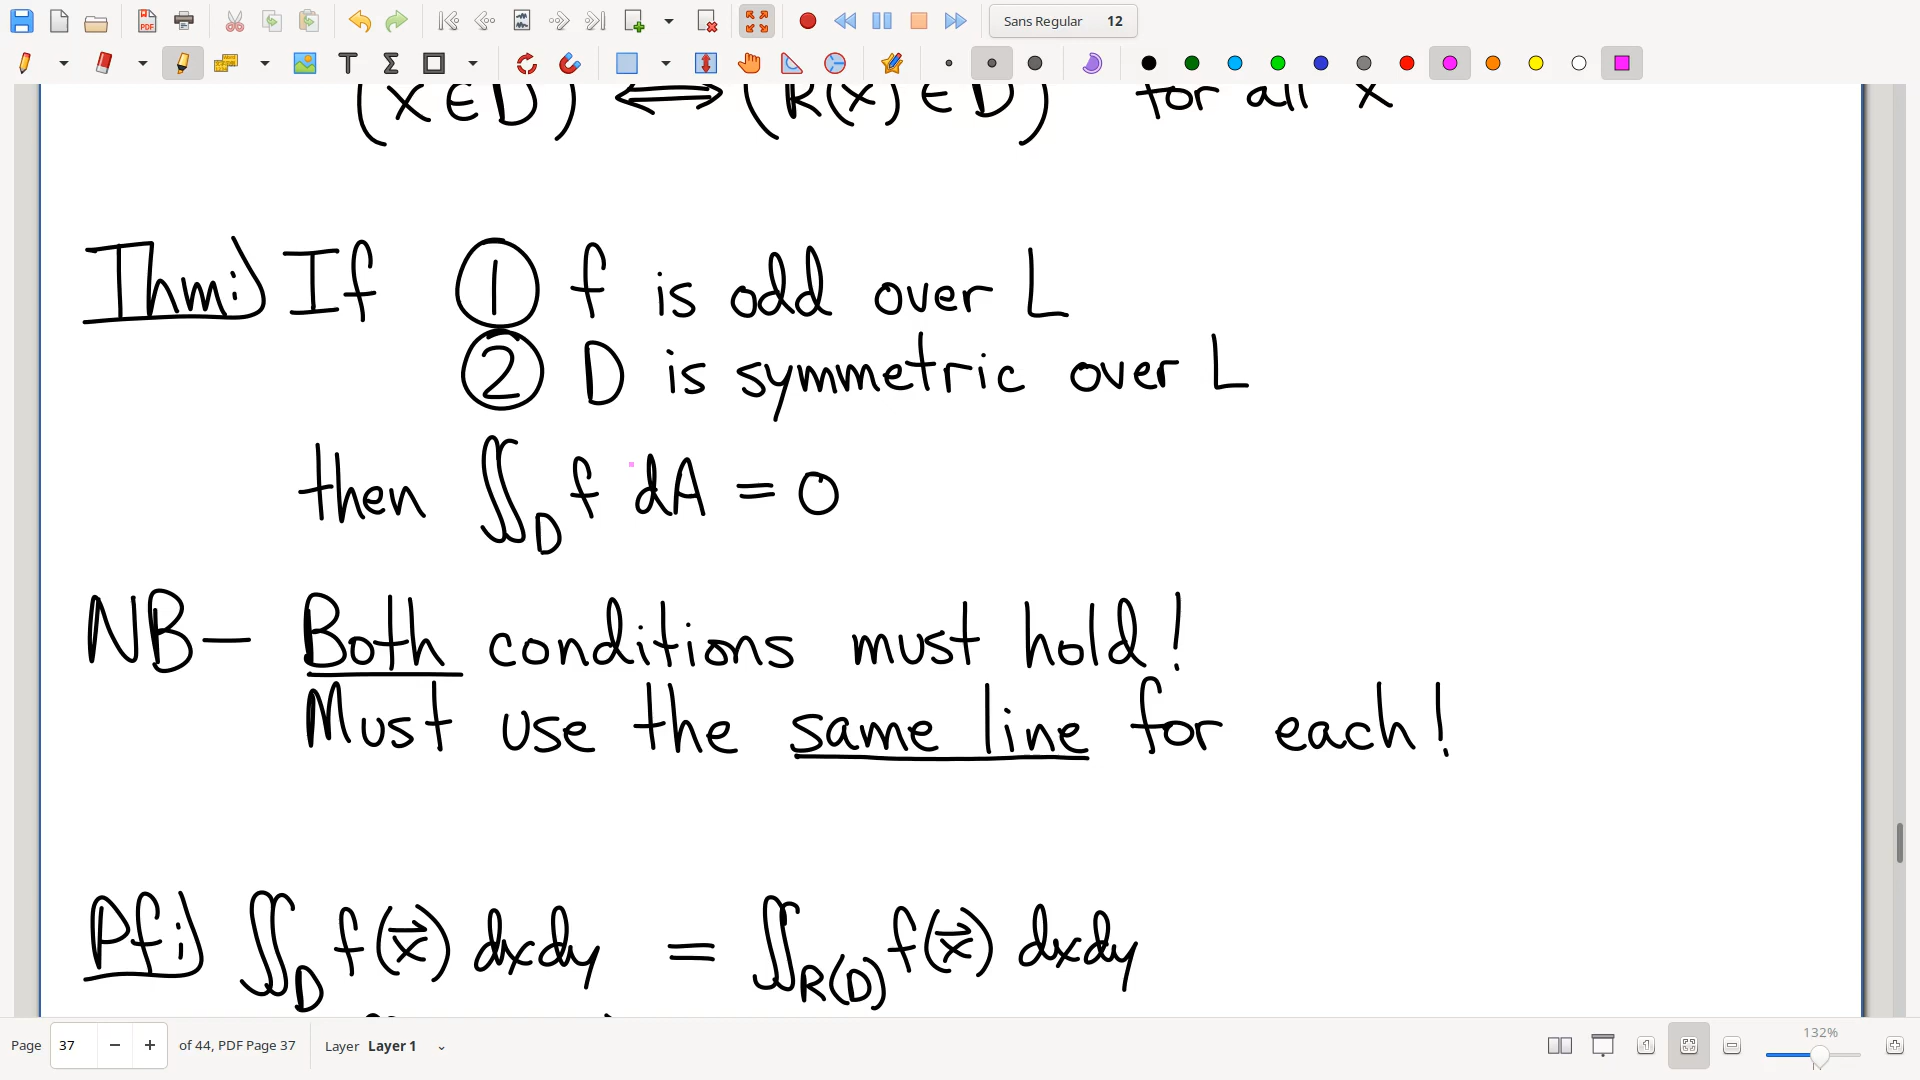 Sans Regular 12
(x ∈ D) ⟺ (R(x) ∈ D) for all x
Thm:) If ① f is odd over L
② D is symmetric over L
then ∬_D f dA = 0
NB— Both conditions must hold!
Must use the same line for each!
Pf:) ∬_D f(x⃗) dxdy = ∬_R(D) f(x⃗) dxdy
Page 37 − + of 44, PDF Page 37 Layer Layer 1 132%